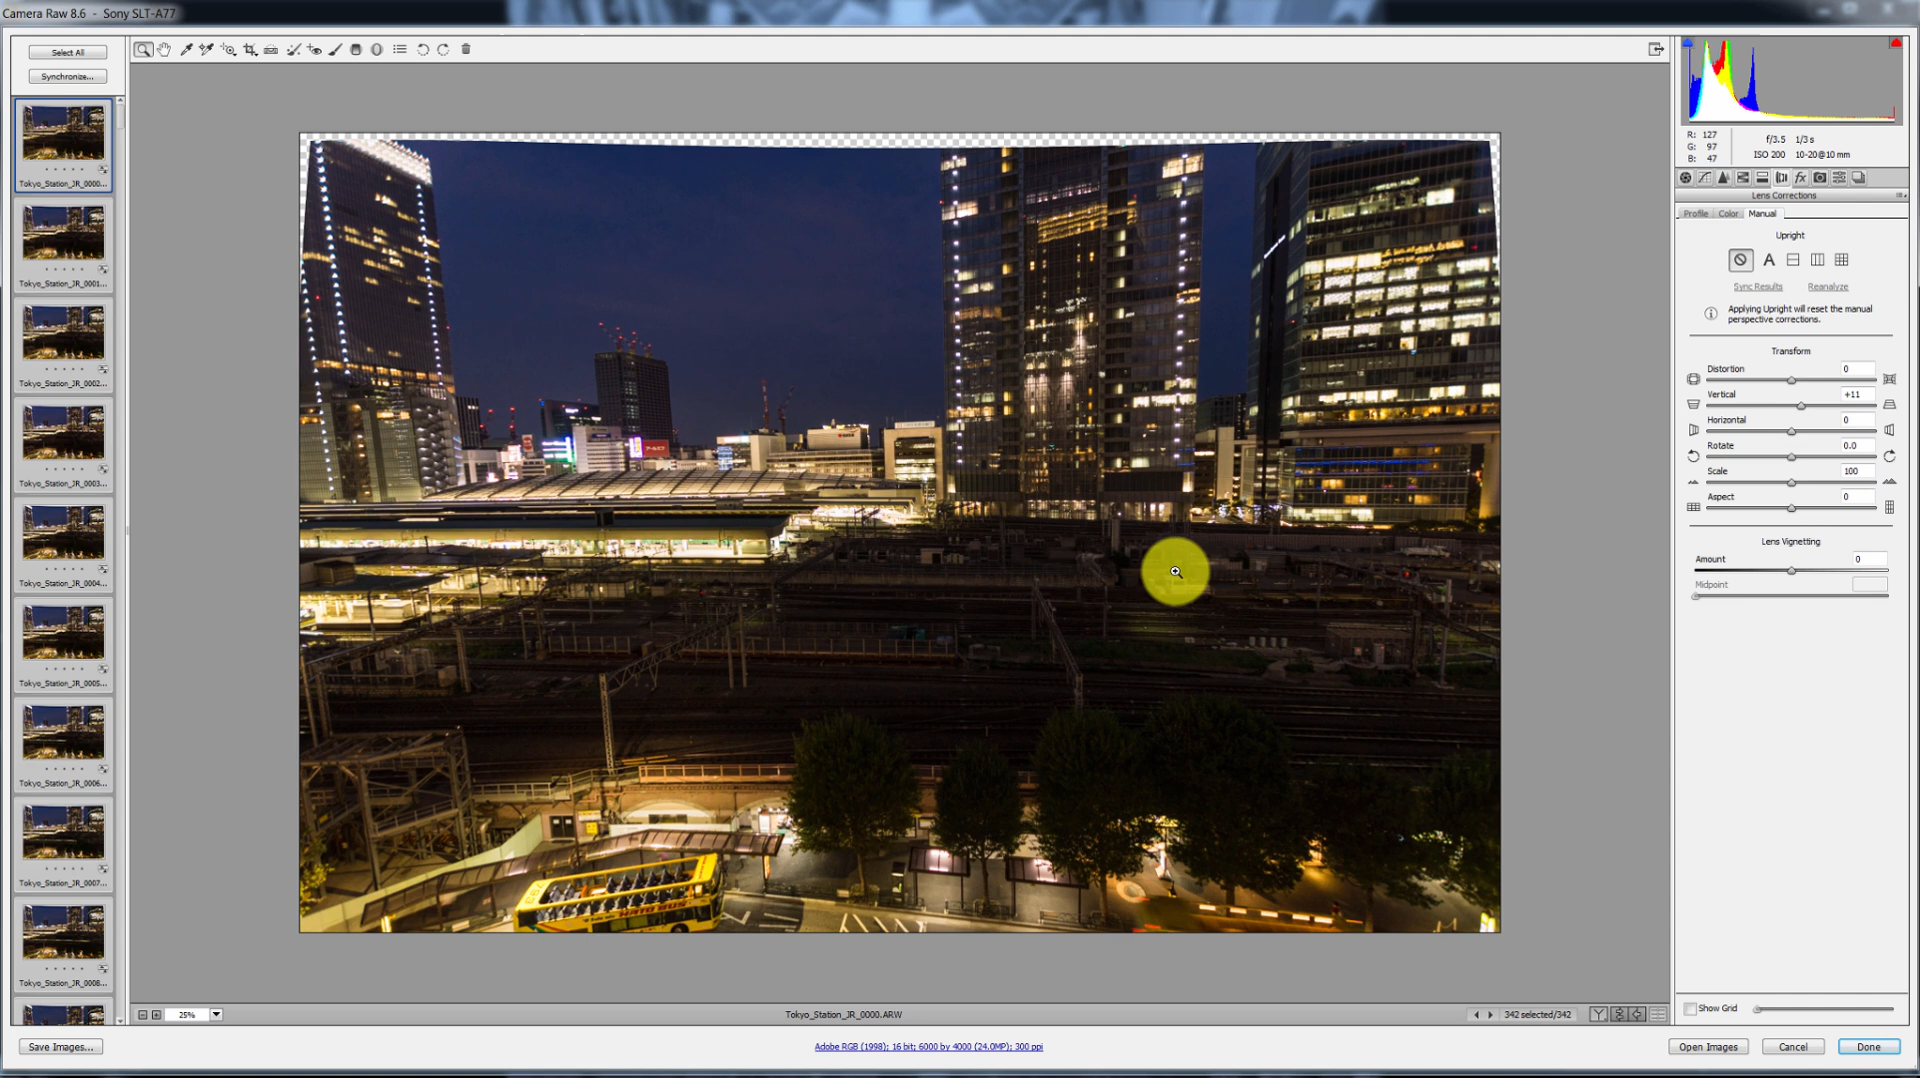 Camera Raw 8.6 - Sony SLT-A77
Select All
Synchronize...
Tokyo_Station_JR_0000...
Tokyo_Station_JR_0001...
Tokyo_Station_JR_0002...
Tokyo_Station_JR_0003...
Tokyo_Station_JR_0004...
Tokyo_Station_JR_0005...
Tokyo_Station_JR_0006...
Tokyo_Station_JR_0007...
Tokyo_Station_JR_0008...
HATO BUS
R: 127
G: 97
B: 47
f/3.5 1/3 s
ISO 200 10-20@10 mm
Lens Corrections
Profile Color Manual
Upright
A
Sync Results Reanalyze
Applying Upright will reset the manual
perspective corrections.
Transform
Distortion 0
Vertical +11
Horizontal 0
Rotate 0.0
Scale 100
Aspect 0
Lens Vignetting
Amount 0
Midpoint
Show Grid
25%
Tokyo_Station_JR_0000.ARW
342 selected/342
Save Images...
Adobe RGB (1998); 16 bit; 6000 by 4000 (24.0MP); 300 ppi
Open Images
Cancel
Done